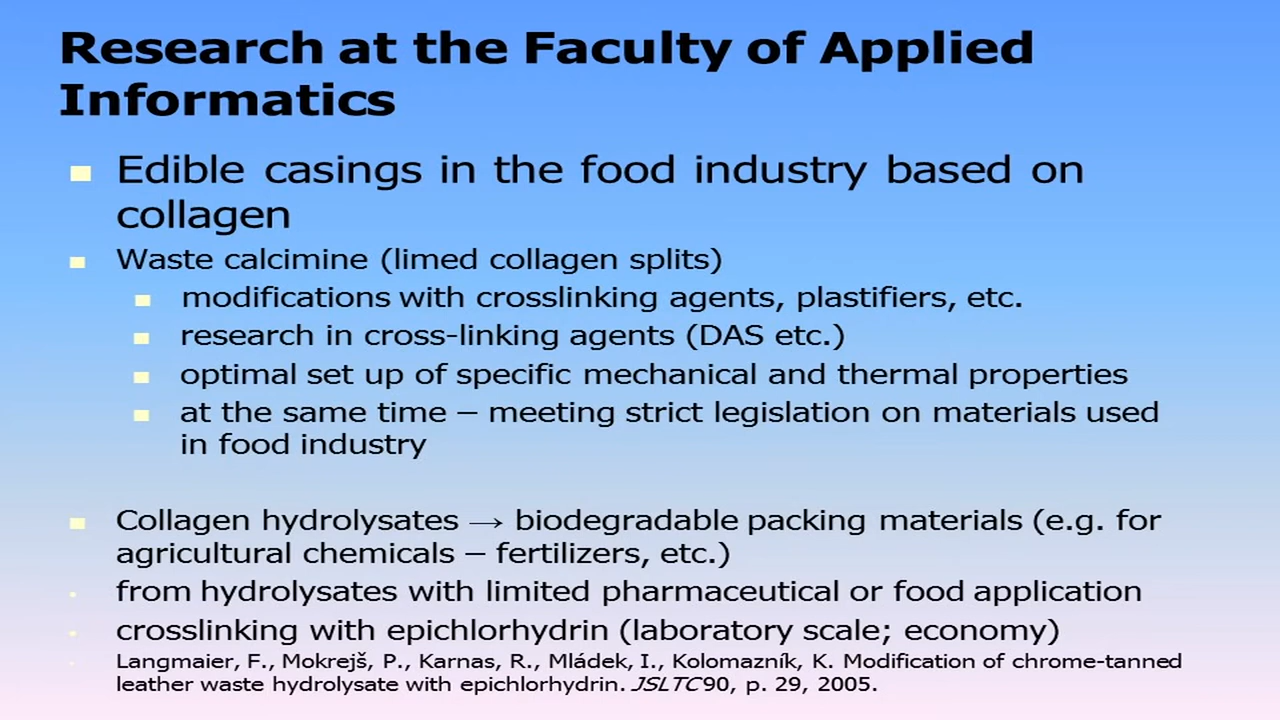 Research at the Faculty of Applied
Informatics
Edible casings in the food industry based on
collagen
Waste calcimine (limed collagen splits)
modifications with crosslinking agents, plastifiers, etc.
research in cross-linking agents (DAS etc.)
optimal set up of specific mechanical and thermal properties
at the same time – meeting strict legislation on materials used
in food industry
Collagen hydrolysates → biodegradable packing materials (e.g. for
agricultural chemicals – fertilizers, etc.)
from hydrolysates with limited pharmaceutical or food application
crosslinking with epichlorhydrin (laboratory scale; economy)
Langmaier, F., Mokrejš, P., Karnas, R., Mládek, I., Kolomazník, K. Modification of chrome-tanned
leather waste hydrolysate with epichlorhydrin. JSLTC 90, p. 29, 2005.